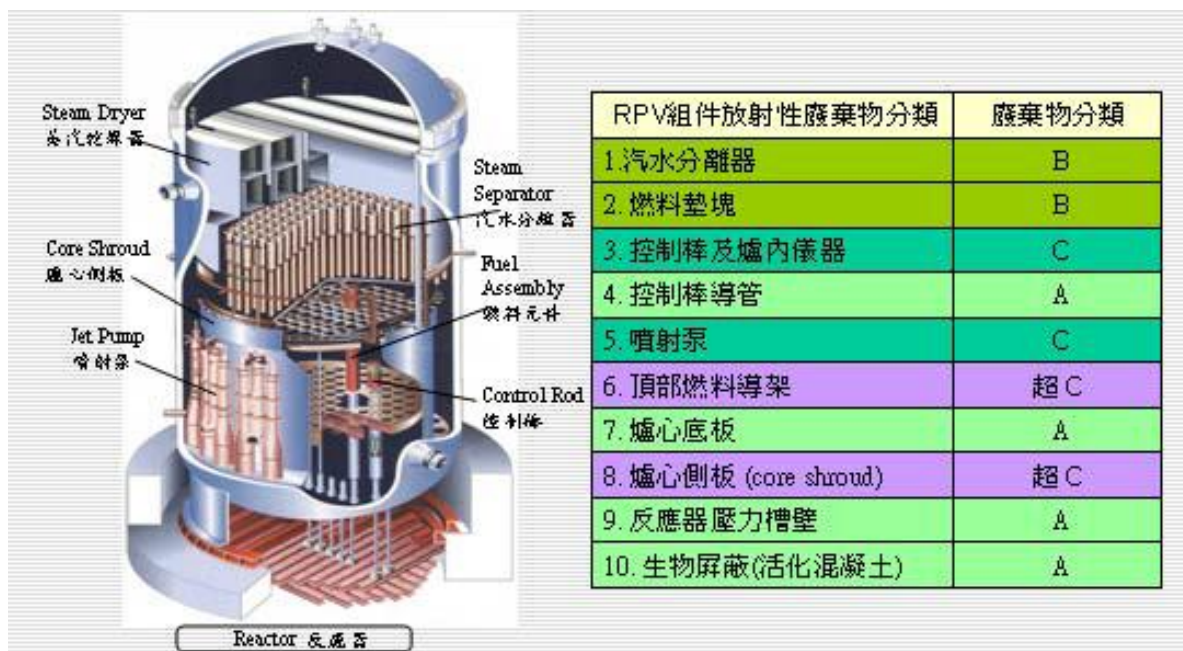 Steam Dryer
蒸汽乾燥器
Steam
Separator
汽水分離器
Core Shroud
爐心側板
Fuel
Assembly
燃料元件
Jet Pump
噴射泵
Control Rod
控制棒
Reactor 反應器
RPV組件放射性廢棄物分類 廢棄物分類
1.汽水分離器 B
2. 燃料墊塊 B
3. 控制棒及爐內儀器 C
4. 控制棒導管 A
5. 噴射泵 C
6. 頂部燃料導架 超C
7. 爐心底板 A
8. 爐心側板 (core shroud) 超C
9. 反應器壓力槽壁 A
10. 生物屏蔽(活化混凝土) A